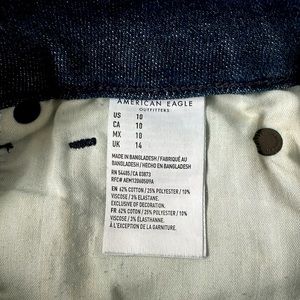 AMERICAN EAGLE
OUTFITTERS
US 10
CA 10
MX 10
UK 14
MADE IN BANGLADESH / FABRIQUÉ AU
BANGLADESH / HECHO EN BANGLADESH
RN 54485 / CA 03873
EN: 62% COTTON / 25% POLYESTER / 10%
VISCOSE / 3% ELASTANE.
EXCLUSIVE OF DECORATION.
FR: 62% COTTON / 25% POLYESTER / 10%
VISCOSE / 3% ÉLASTHANNE.
À L'EXCEPTION DE LA GARNITURE.